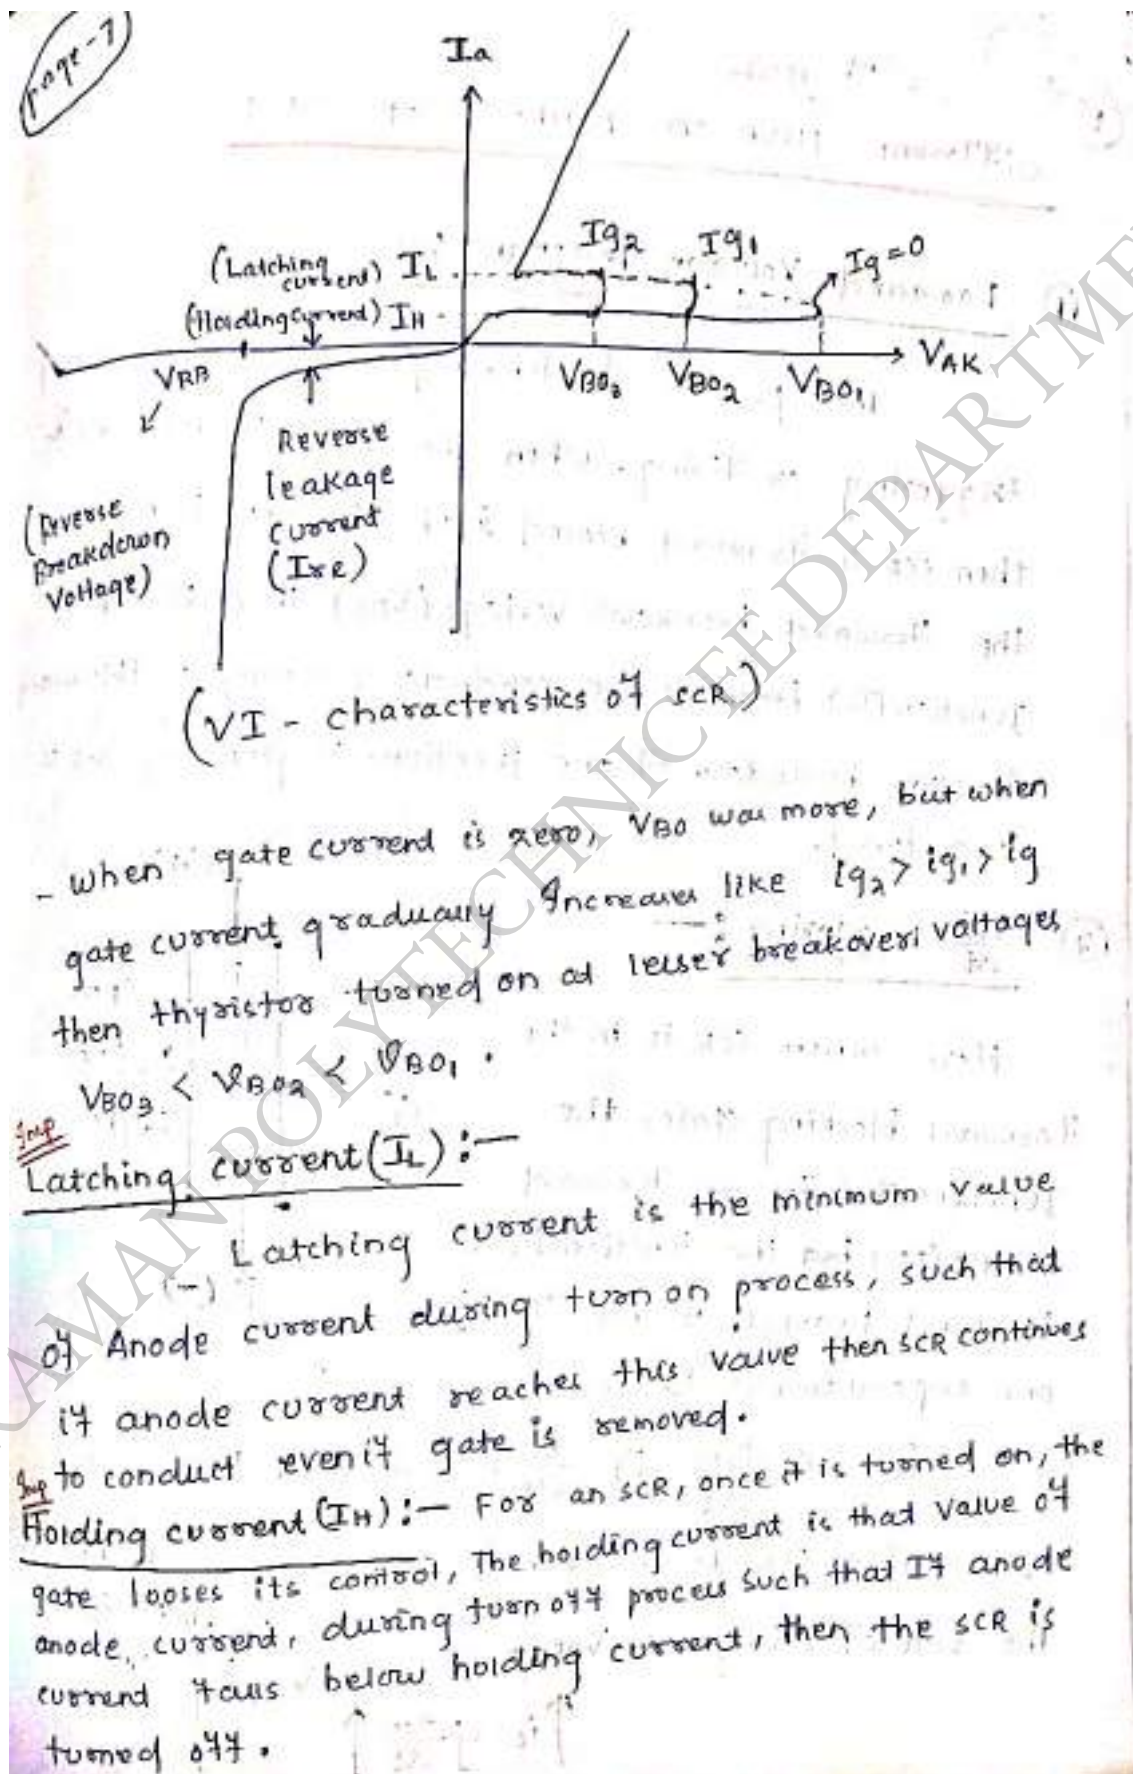 page-7
Ia
Ig2 Ig1 Ig=0
(Latching current) IL
(Holding current) IH
VRB
VBO3 VBO2 VBO1
VAK
Reverse
leakage
current
(Reverse
Breakdown
Voltage)
(VI - characteristics of SCR)
- when gate current is zero, VBO was more, but when
gate current gradually Increases like ig2 > ig1 > ig
then thyristor turned on at lesser breakover voltages
VBO3 < VBO2 < VBO1 .
Imp
Latching current (IL) :-
Latching current is the minimum value
of Anode current during turn on process, such that
if anode current reaches this value then SCR continues
to conduct even if gate is removed.
Imp
Holding current (IH) :- For an SCR, once it is turned on, the
gate looses its control, The holding current is that value of
anode current, during turn off process such that If anode
current falls below holding current, then the SCR is
turned off.
RAMAN POLYTECHNIC EE DEPARTME